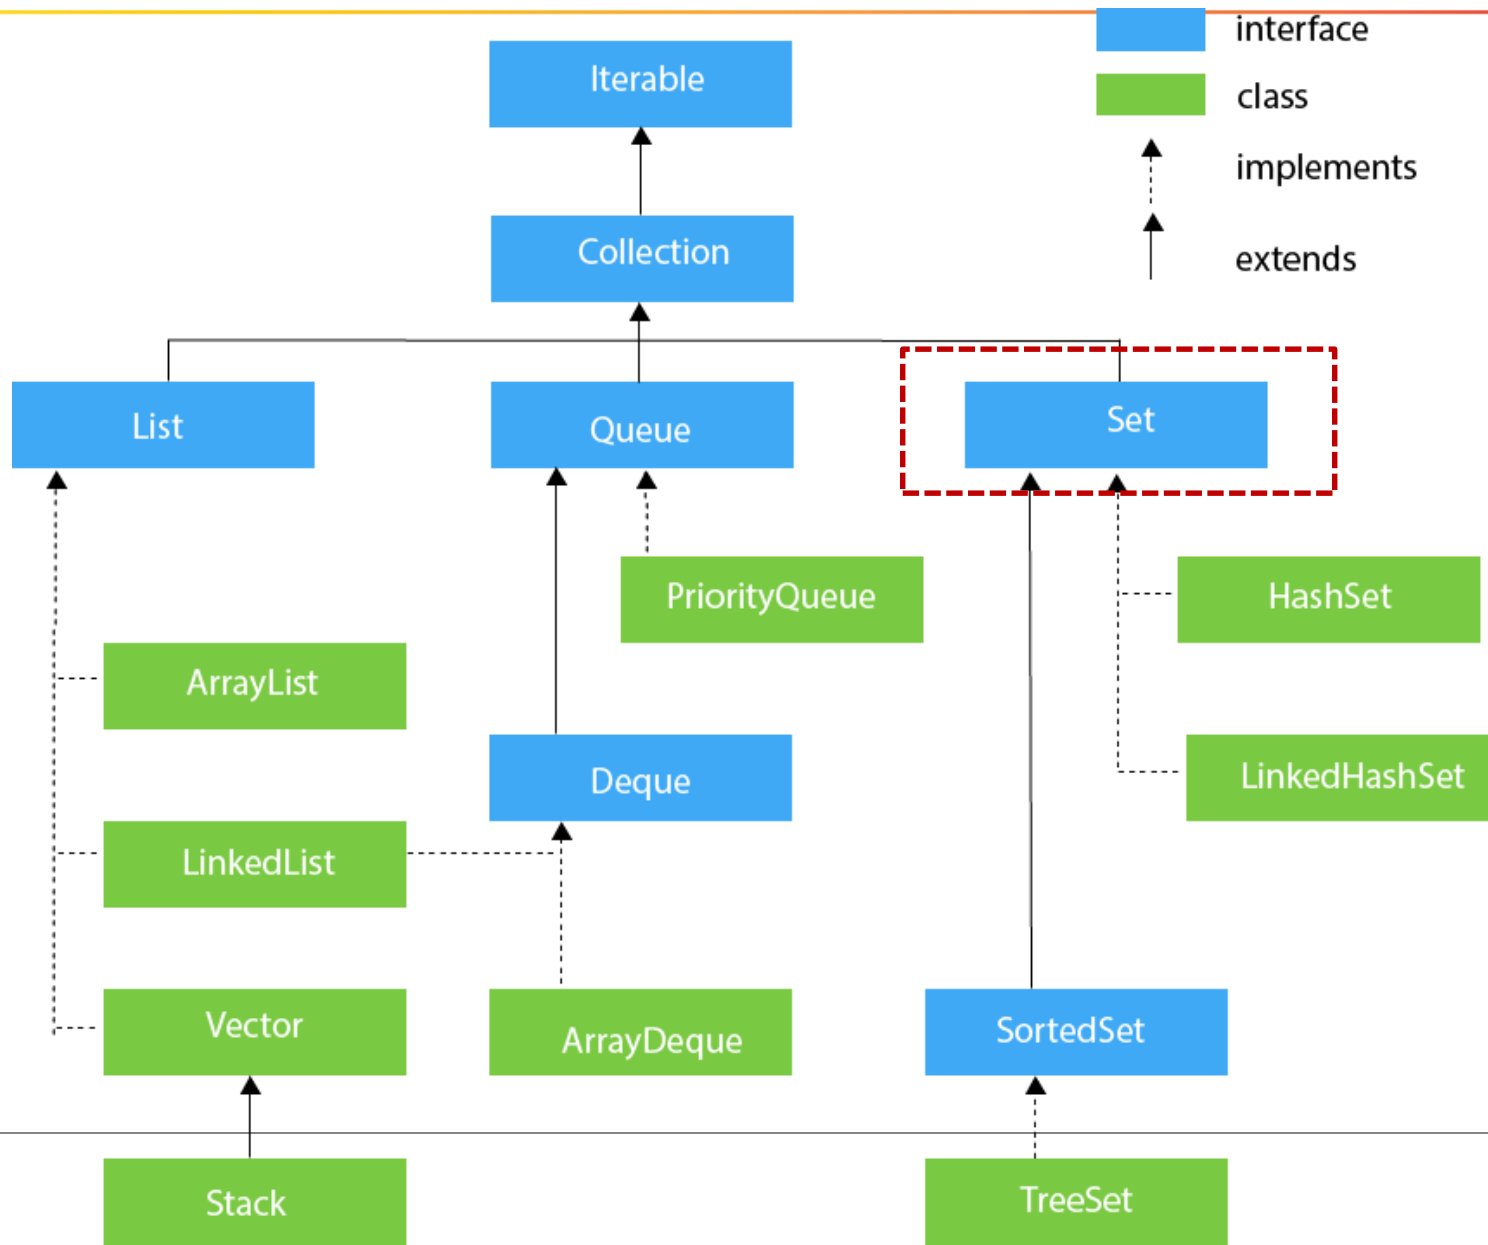 interface
class
implements
extends
Iterable
Collection
List
Queue
Set
PriorityQueue
HashSet
ArrayList
Deque
LinkedHashSet
LinkedList
Vector
ArrayDeque
SortedSet
Stack
TreeSet